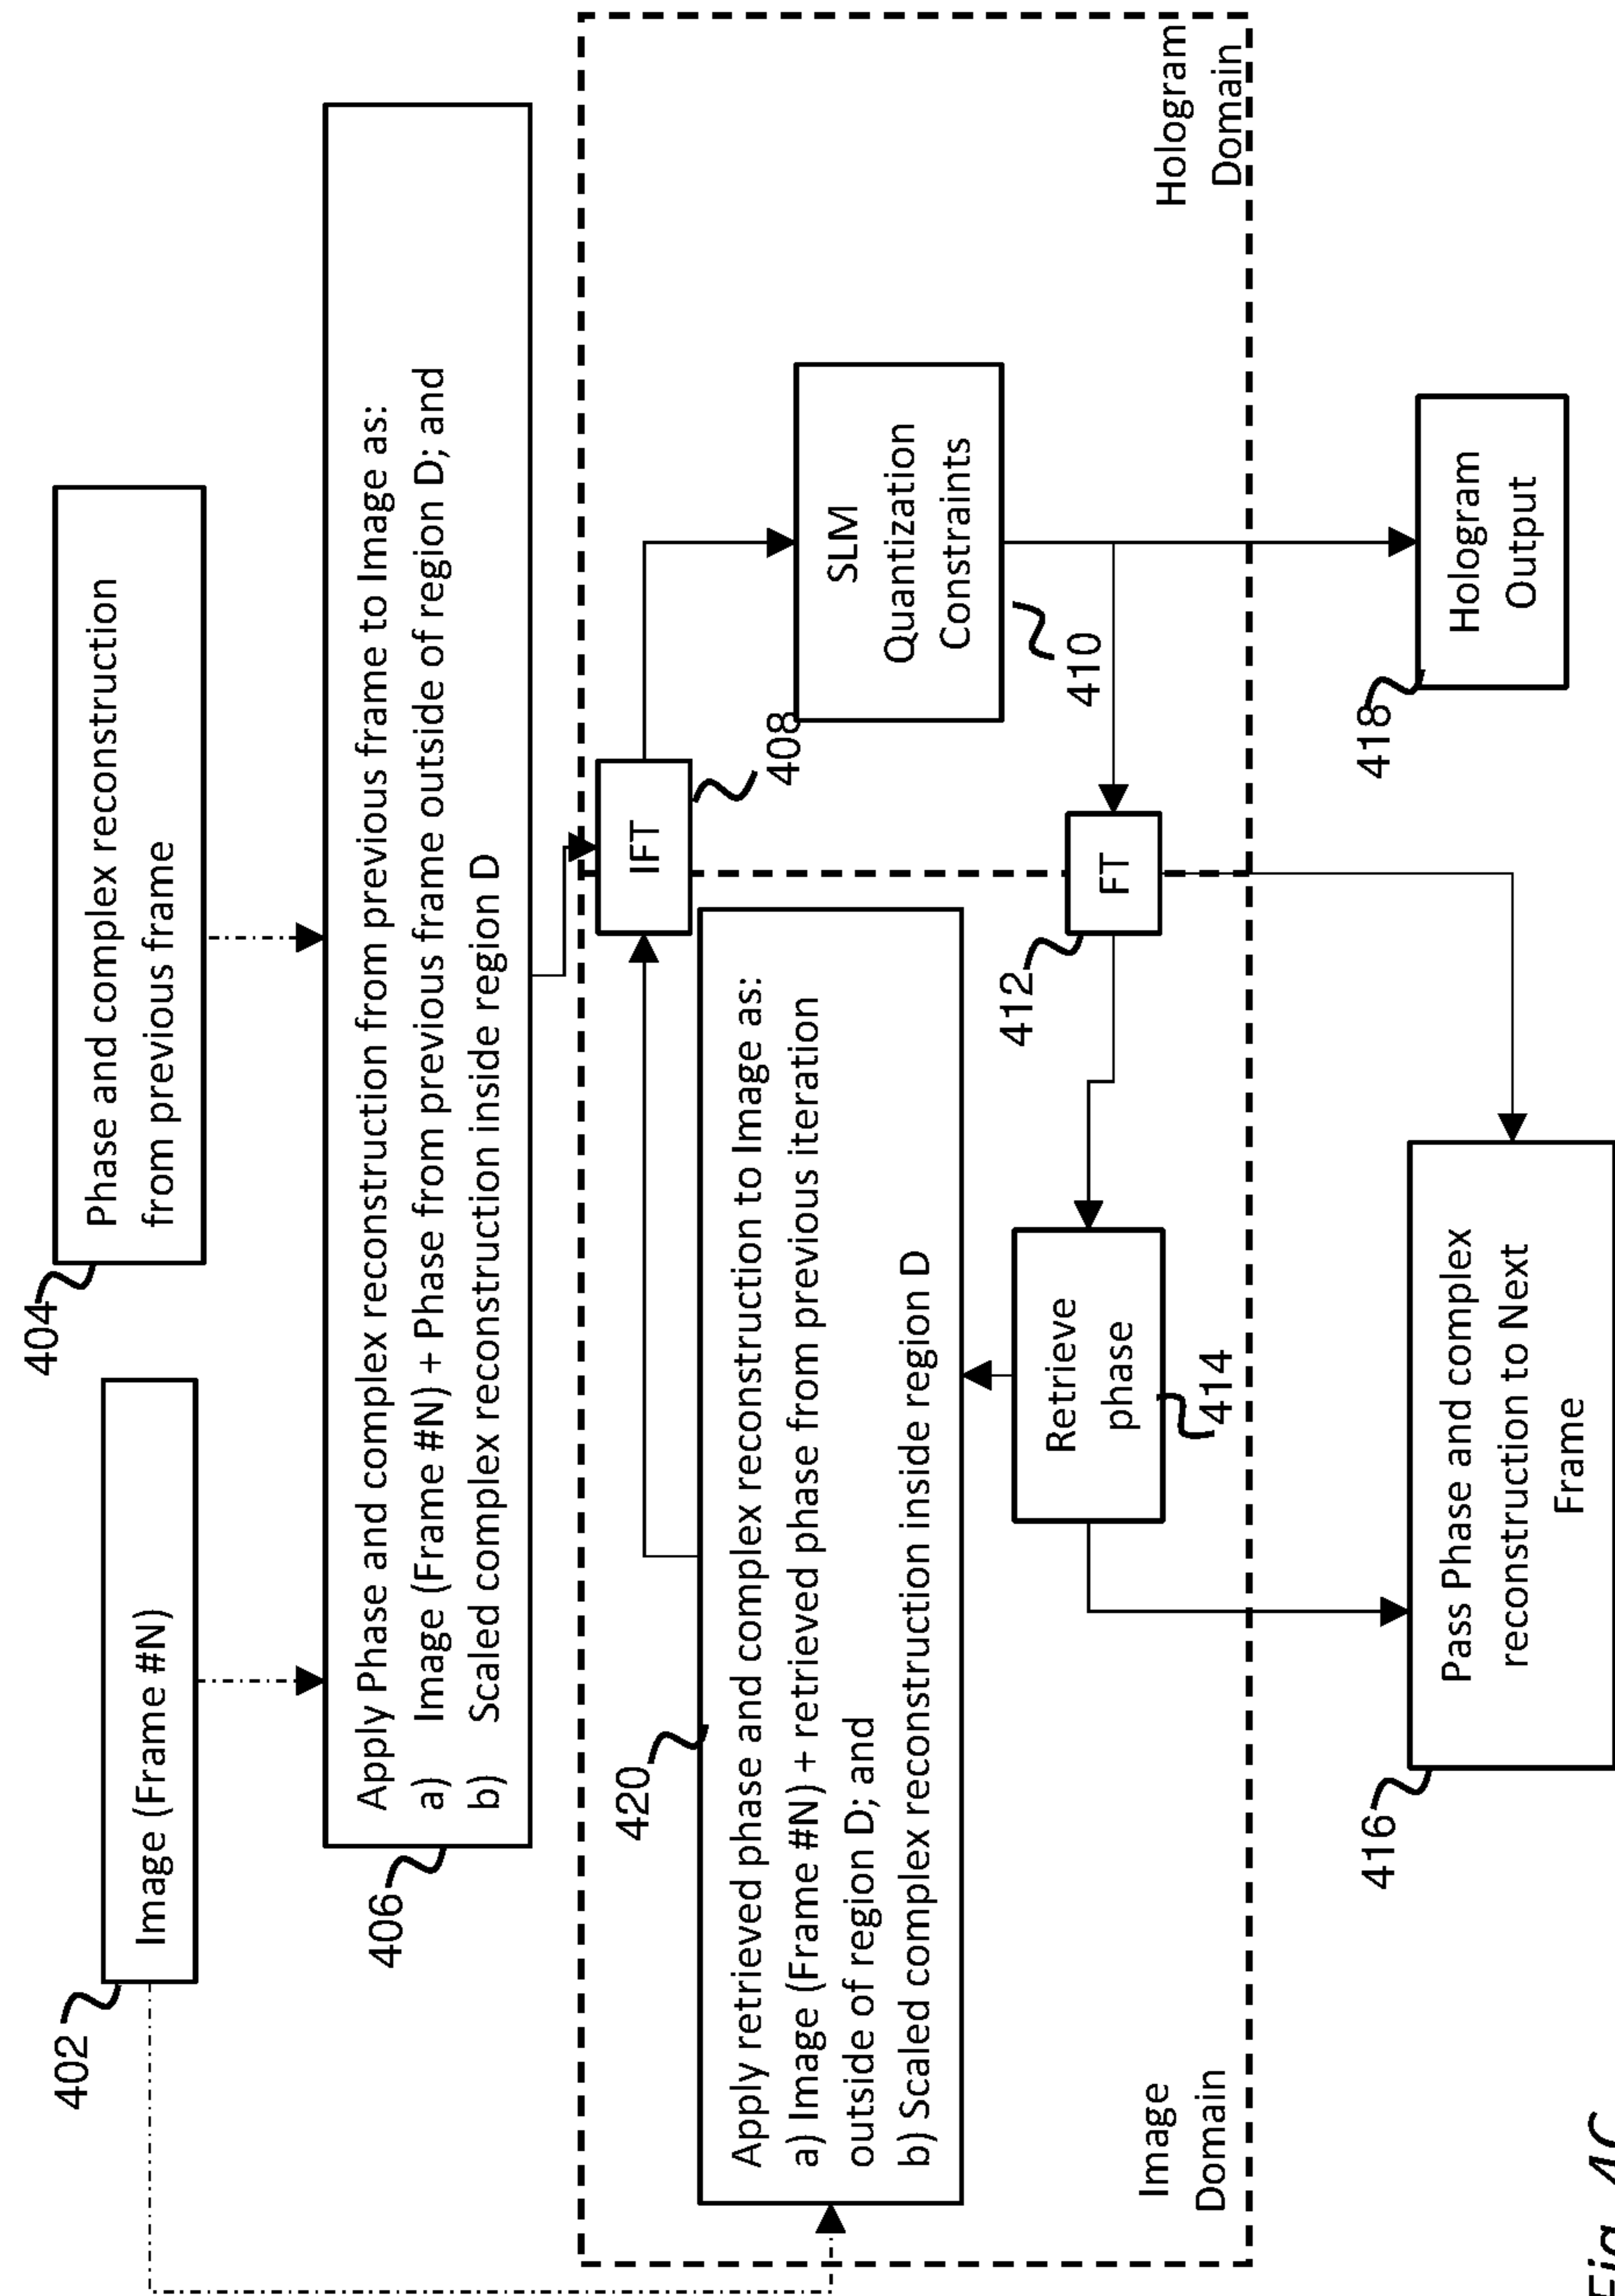 404
Phase and complex reconstruction
from previous frame
402
Image (Frame #N)
406
Apply Phase and complex reconstruction from previous frame to Image as:
a) Image (Frame #N) + Phase from previous frame outside of region D; and
b) Scaled complex reconstruction inside region D
IFT
408
420
Apply retrieved phase and complex reconstruction to Image as:
a) Image (Frame #N) + retrieved phase from previous iteration
outside of region D; and
b) Scaled complex reconstruction inside region D
SLM
Quantization
Constraints
410
412
FT
Retrieve
phase
414
Image
Domain
Hologram
Domain
416
Pass Phase and complex
reconstruction to Next
Frame
418
Hologram
Output
Fig. 4C